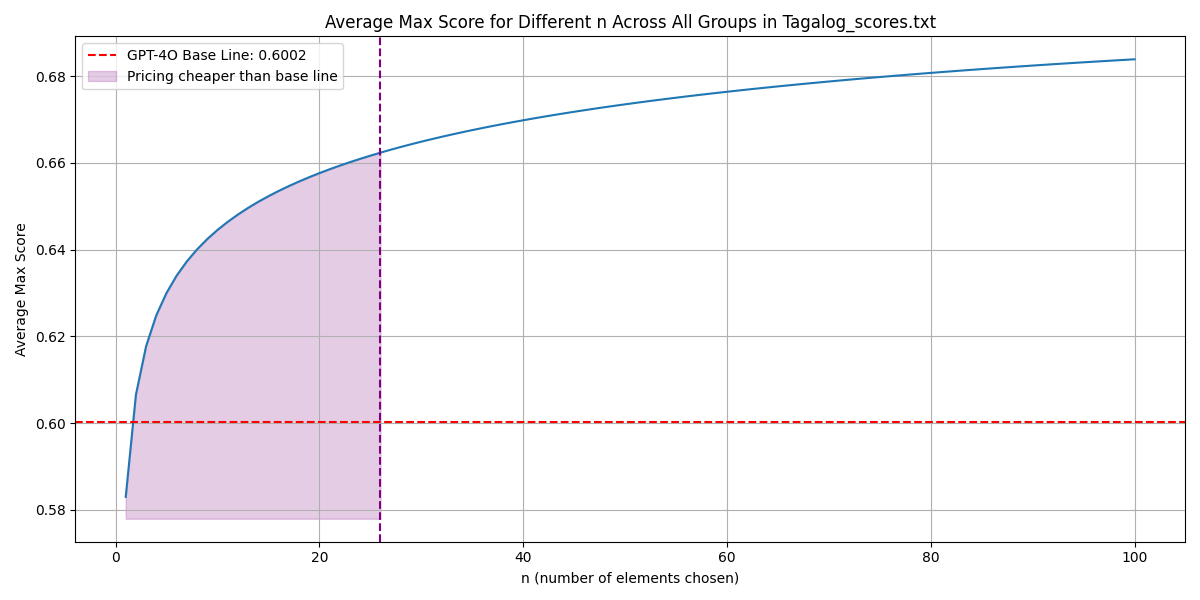 Average Max Score for Different n Across All Groups in Tagalog_scores.txt
GPT-4O Base Line: 0.6002
Pricing cheaper than base line
Average Max Score
0.68
0.66
0.64
0.62
0.60
0.58
0
20
40
60
80
100
n (number of elements chosen)